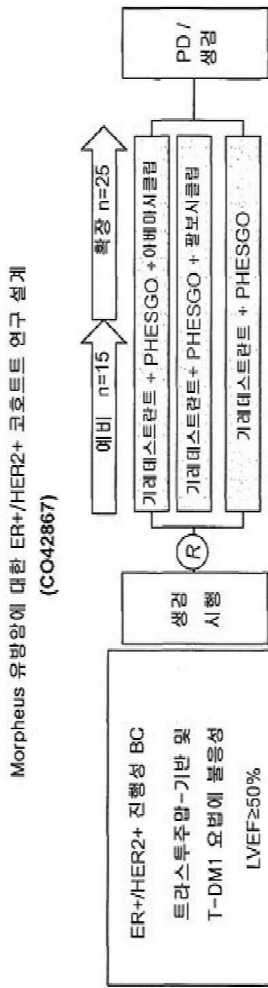 Morpheus 유방암에 대한 ER+/HER2+ 코호트 연구 설계
(CO42867)
ER+/HER2+ 진행성 BC
트라스투주맙-기반 및
T-DM1 요법에 불응성
LVEF≥50%
생검
시행
R
예비 n=15
확장 n=25
기레데스트란트 + PHESGO +아베마시클립
기레데스트란트+ PHESGO + 팔보시클립
기레데스트란트 + PHESGO
PD /
생검